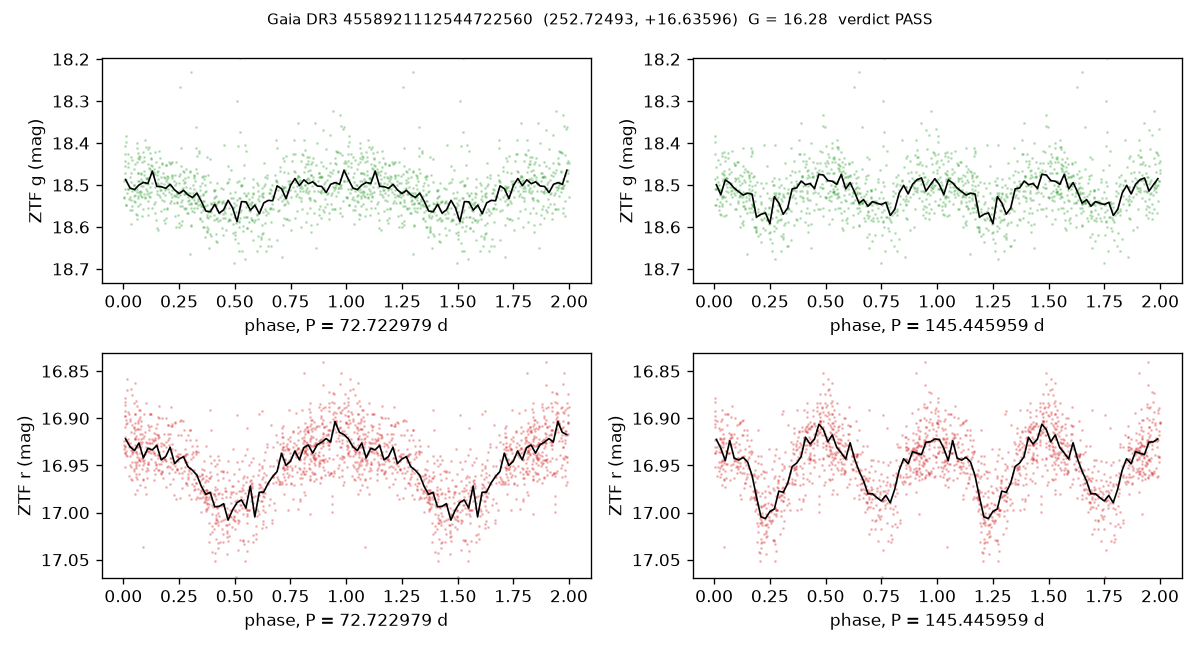 Gaia DR3 4558921112544722560  (252.72493, +16.63596)  G = 16.28  verdict PASS
18.2
18.3
18.4
18.5
18.6
18.7
ZTF g (mag)
0.00 0.25 0.50 0.75 1.00 1.25 1.50 1.75 2.00
phase, P = 72.722979 d
18.2
18.3
18.4
18.5
18.6
18.7
ZTF g (mag)
0.00 0.25 0.50 0.75 1.00 1.25 1.50 1.75 2.00
phase, P = 145.445959 d
16.85
16.90
16.95
17.00
17.05
ZTF r (mag)
0.00 0.25 0.50 0.75 1.00 1.25 1.50 1.75 2.00
phase, P = 72.722979 d
16.85
16.90
16.95
17.00
17.05
ZTF r (mag)
0.00 0.25 0.50 0.75 1.00 1.25 1.50 1.75 2.00
phase, P = 145.445959 d